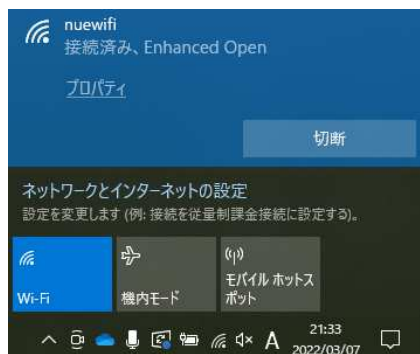 nuewifi
接続済み、Enhanced Open
プロパティ
切断
ネットワークとインターネットの設定
設定を変更します (例: 接続を従量制課金接続に設定する)。
Wi-Fi
機内モード
モバイル ホットス
ポット
A
21:33
2022/03/07